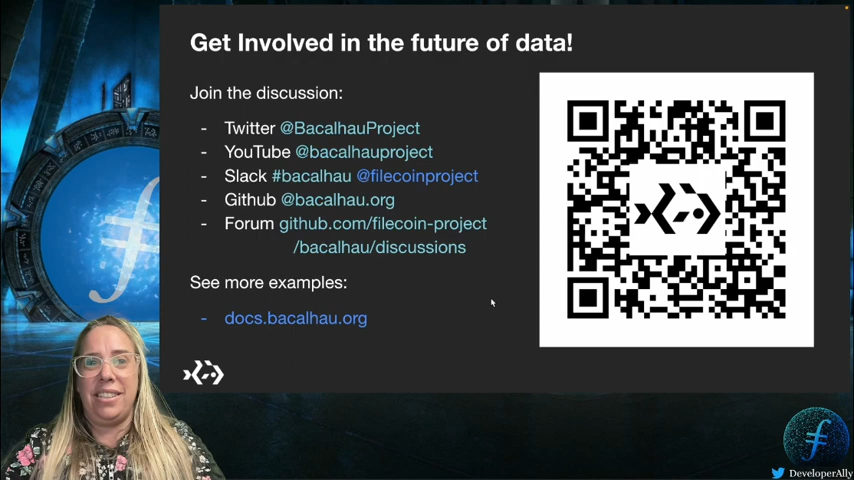 Get Involved in the future of data!
Join the discussion:
- Twitter @BacalhauProject
- YouTube @bacalhauproject
- Slack #bacalhau @filecoinproject
- Github @bacalhau.org
- Forum github.com/filecoin-project
/bacalhau/discussions
See more examples:
- docs.bacalhau.org
DeveloperAlly